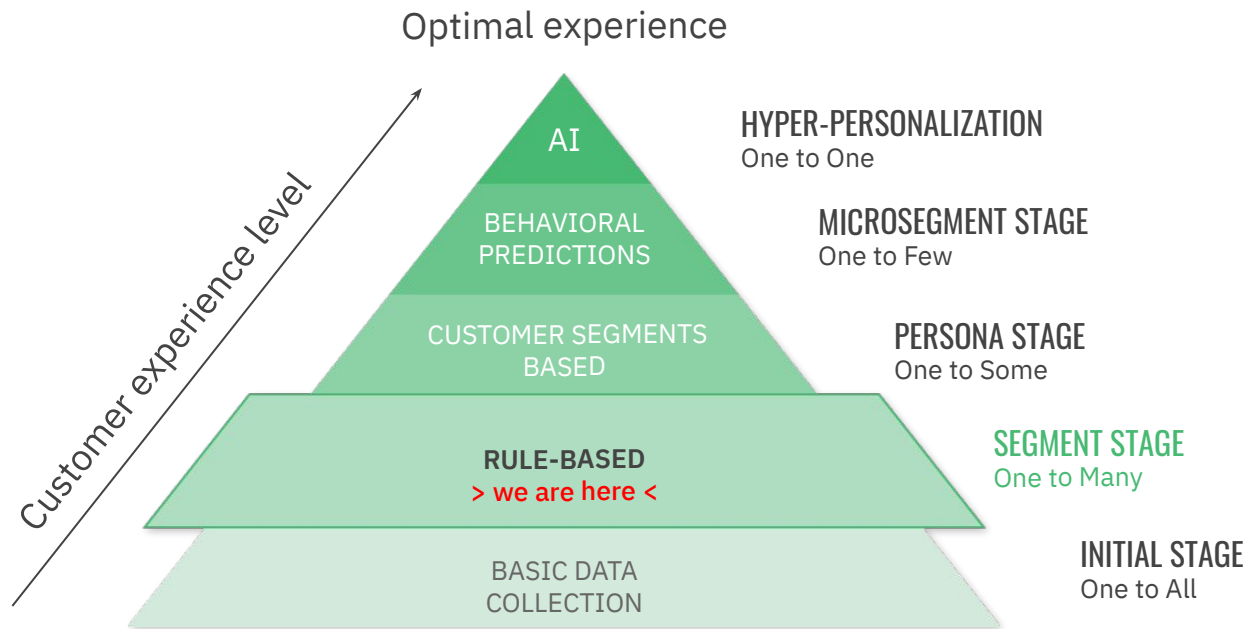 Optimal experience
Customer experience level
AI
HYPER-PERSONALIZATION
One to One
BEHAVIORAL
PREDICTIONS
MICROSEGMENT STAGE
One to Few
CUSTOMER SEGMENTS
BASED
PERSONA STAGE
One to Some
RULE-BASED
> we are here <
SEGMENT STAGE
One to Many
BASIC DATA
COLLECTION
INITIAL STAGE
One to All